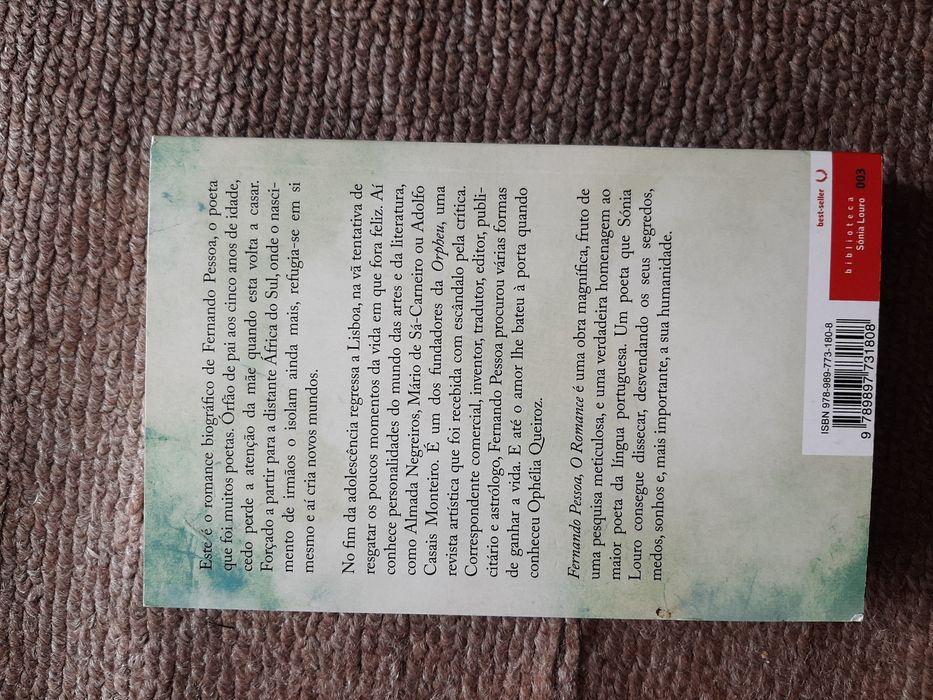 Este é o romance biográfico de Fernando Pessoa, o poeta
que foi muitos poetas. Órfão de pai aos cinco anos de idade,
cedo perde a atenção da mãe quando esta volta a casar.
Forçado a partir para a distante África do Sul, onde o nasci-
mento de irmãos o isolam ainda mais, refugia-se em si
mesmo e aí cria novos mundos.
No fim da adolescência regressa a Lisboa, na vã tentativa de
resgatar os poucos momentos da vida em que fora feliz. Aí
conhece personalidades do mundo das artes e da literatura,
como Almada Negreiros, Mário de Sá-Carneiro ou Adolfo
Casais Monteiro. É um dos fundadores da Orpheu, uma
revista artística que foi recebida com escândalo pela crítica.
Correspondente comercial, inventor, tradutor, editor, publi-
citário e astrólogo, Fernando Pessoa procurou várias formas
de ganhar a vida. E até o amor lhe bateu à porta quando
conheceu Ophélia Queiroz.
Fernando Pessoa, O Romance é uma obra magnífica, fruto de
uma pesquisa meticulosa, e uma verdadeira homenagem ao
maior poeta da língua portuguesa. Um poeta que Sónia
Louro consegue dissecar, desvendando os seus segredos,
medos, sonhos e, mais importante, a sua humanidade.
best-seller
biblioteca
Sónia Louro 003
ISBN 978-989-773-180-8
9 789897 731808